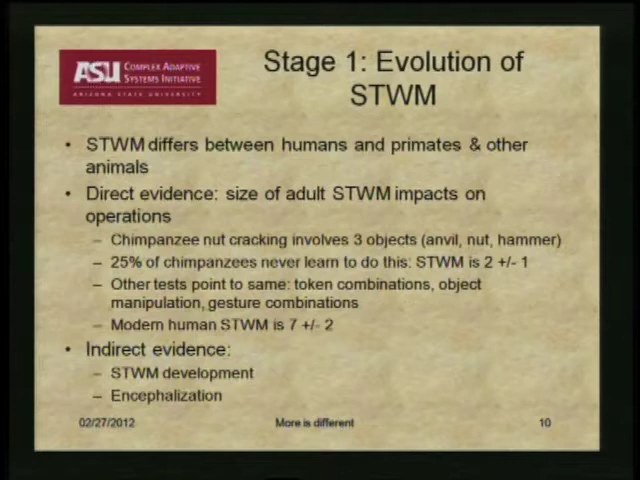 ASU COMPLEX ADAPTIVE
SYSTEMS INITIATIVE
ARIZONA STATE UNIVERSITY
Stage 1: Evolution of
STWM
• STWM differs between humans and primates & other
animals
• Direct evidence: size of adult STWM impacts on
operations
– Chimpanzee nut cracking involves 3 objects (anvil, nut, hammer)
– 25% of chimpanzees never learn to do this: STWM is 2 +/- 1
– Other tests point to same: token combinations, object
manipulation, gesture combinations
– Modern human STWM is 7 +/- 2
• Indirect evidence:
– STWM development
– Encephalization
02/27/2012
More is different
10